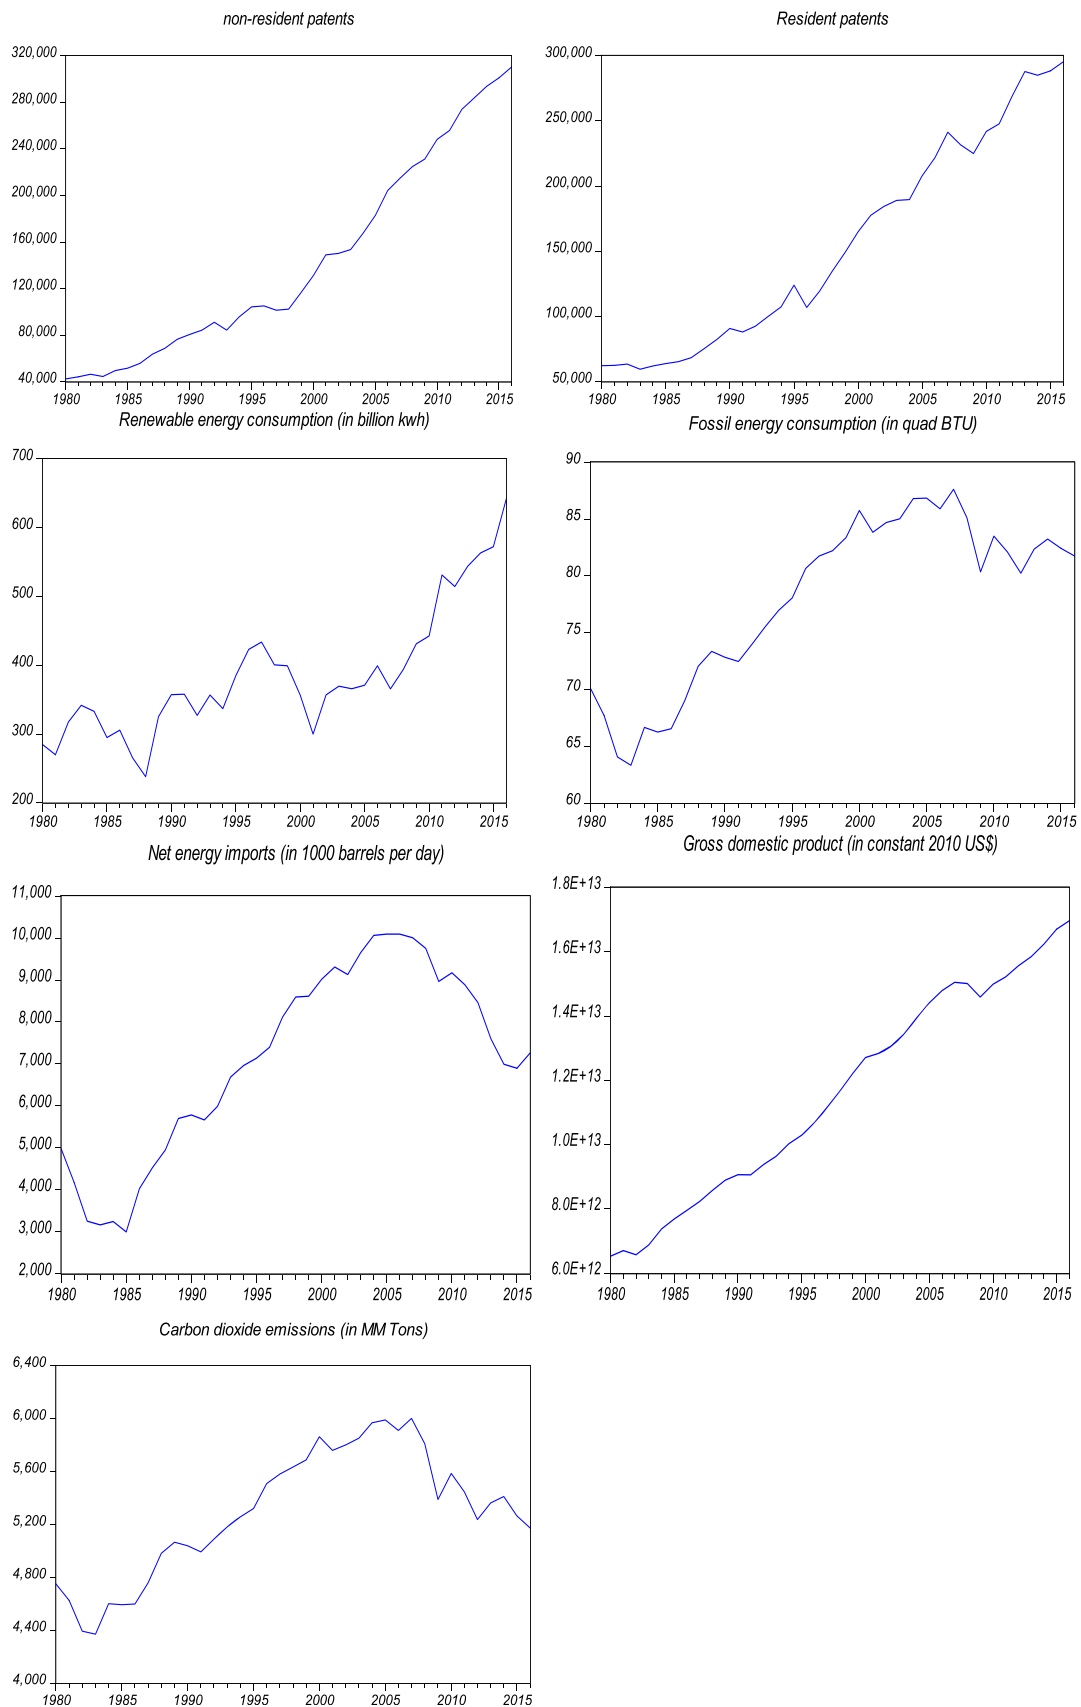 non-resident patents
320,000
280,000
240,000
200,000
160,000
120,000
80,000
40,000
1980 1985 1990 1995 2000 2005 2010 2015
Resident patents
300,000
250,000
200,000
150,000
100,000
50,000
1980 1985 1990 1995 2000 2005 2010 2015
Renewable energy consumption (in billion kwh)
700
600
500
400
300
200
1980 1985 1990 1995 2000 2005 2010 2015
Fossil energy consumption (in quad BTU)
90
85
80
75
70
65
60
1980 1985 1990 1995 2000 2005 2010 2015
Net energy imports (in 1000 barrels per day)
11,000
10,000
9,000
8,000
7,000
6,000
5,000
4,000
3,000
2,000
1980 1985 1990 1995 2000 2005 2010 2015
Gross domestic product (in constant 2010 US$)
1.8E+13
1.6E+13
1.4E+13
1.2E+13
1.0E+13
8.0E+12
6.0E+12
1980 1985 1990 1995 2000 2005 2010 2015
Carbon dioxide emissions (in MM Tons)
6,400
6,000
5,600
5,200
4,800
4,400
4,000
1980 1985 1990 1995 2000 2005 2010 2015